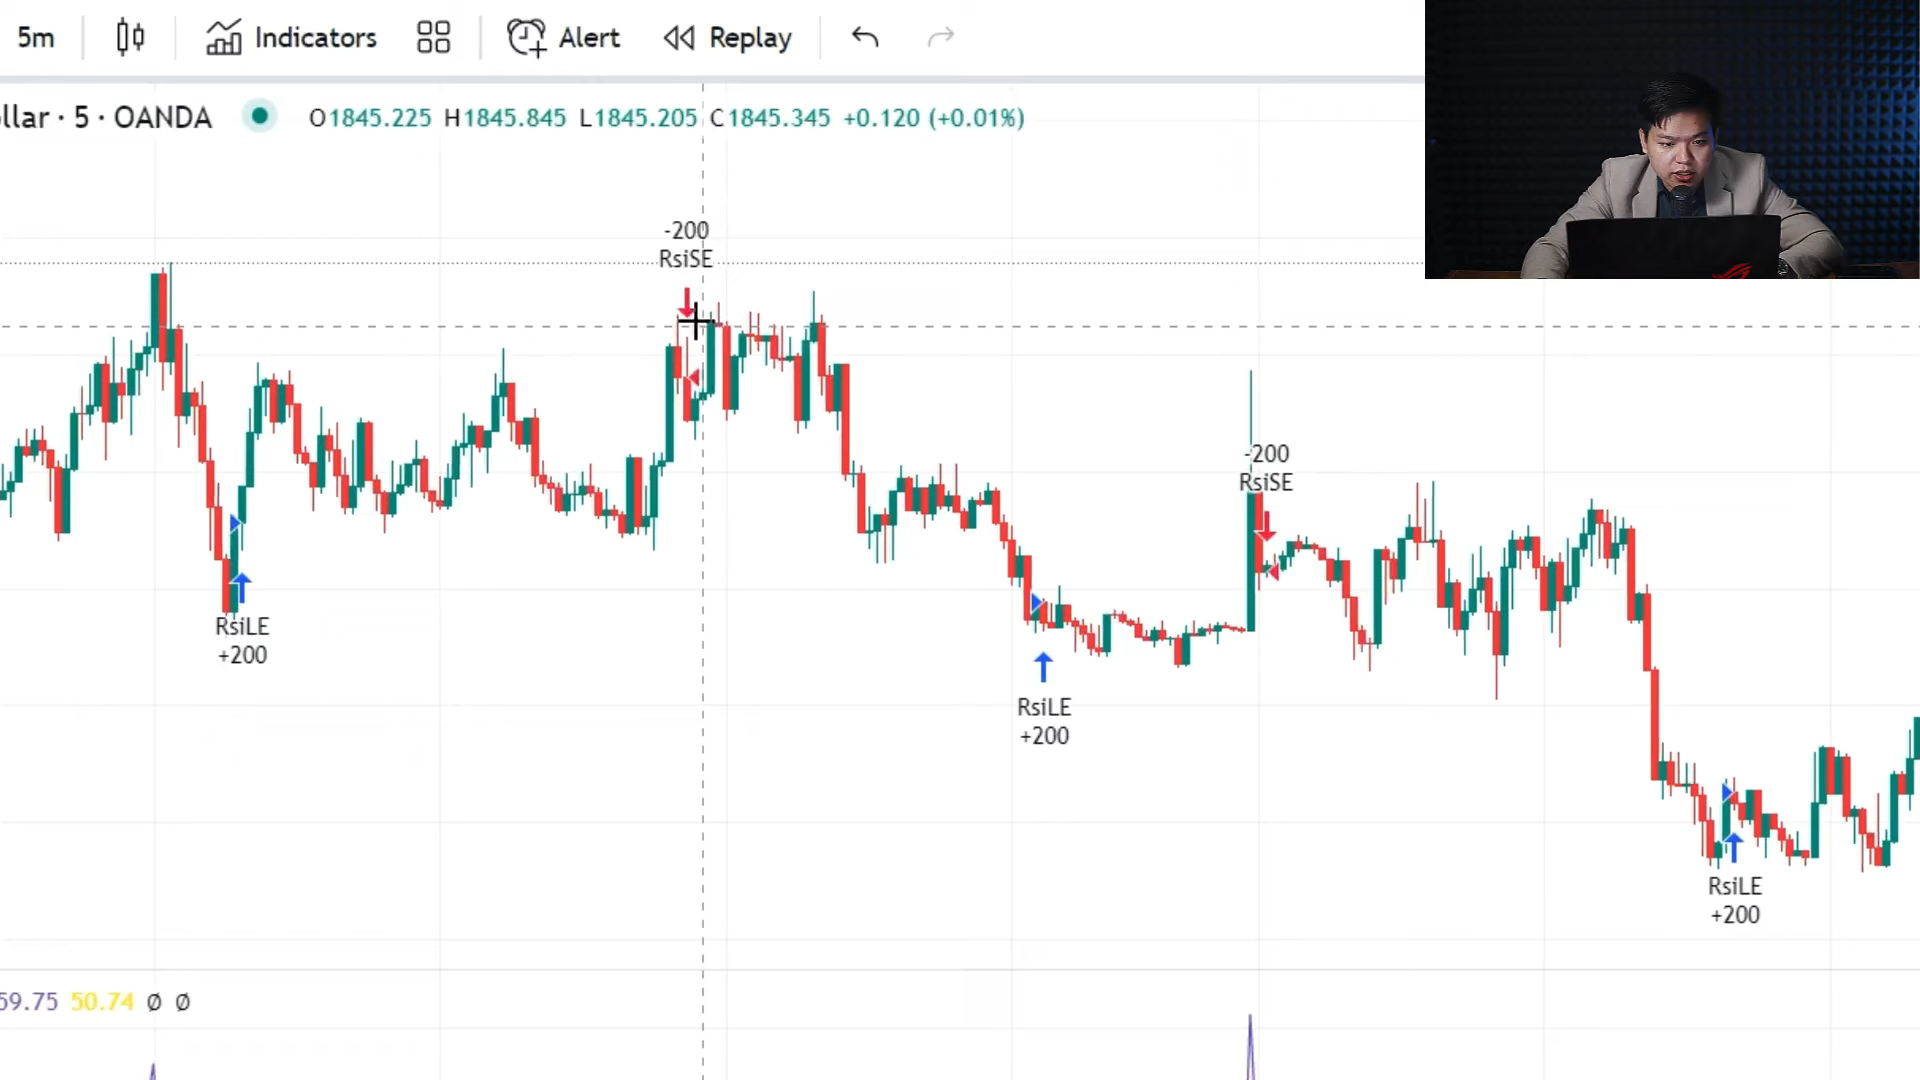 5m Indicators Alert Replay
llar · 5 · OANDA O1845.225 H1845.845 L1845.205 C1845.345 +0.120 (+0.01%)
-200
RsiSE
-200
RsiSE
RsiLE
+200
RsiLE
+200
RsiLE
+200
59.75 50.74 Ø Ø